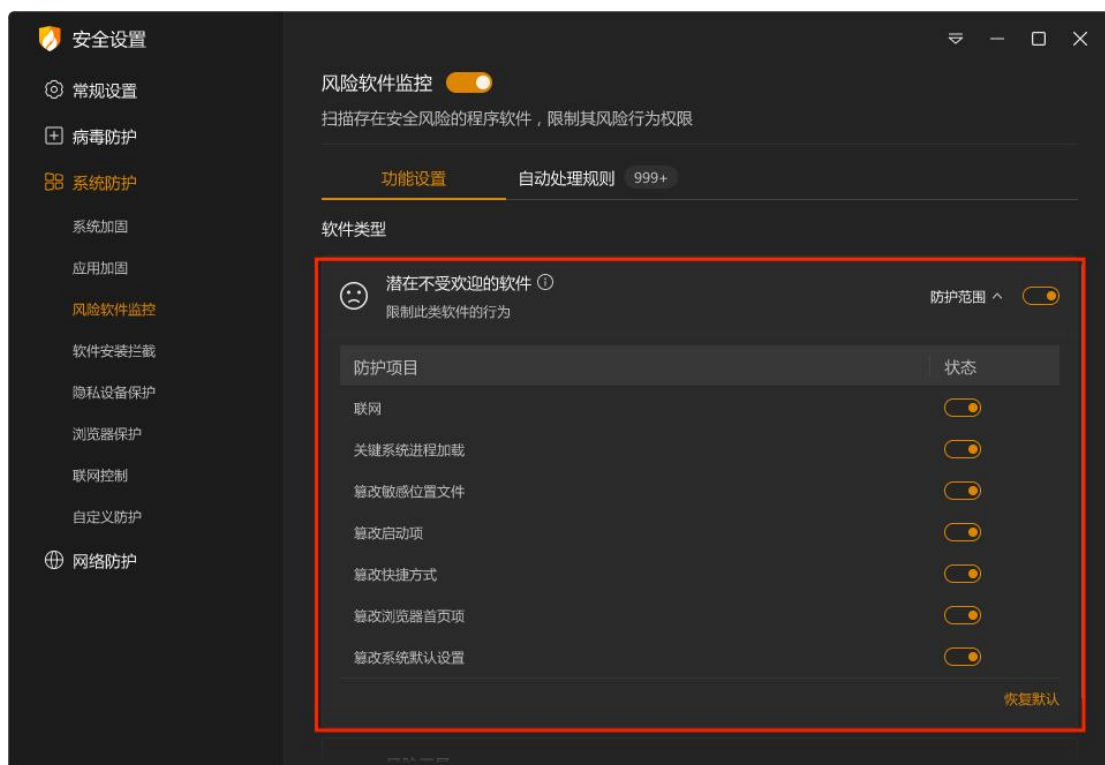 安全设置
常规设置
病毒防护
系统防护
系统加固
应用加固
风险软件监控
软件安装拦截
隐私设备保护
浏览器保护
联网控制
自定义防护
网络防护
风险软件监控
扫描存在安全风险的程序软件，限制其风险行为权限
功能设置 自动处理规则 999+
软件类型
潜在不受欢迎的软件
限制此类软件的行为
防护范围
防护项目 状态
联网
关键系统进程加载
篡改敏感位置文件
篡改启动项
篡改快捷方式
篡改浏览器首页项
篡改系统默认设置
恢复默认